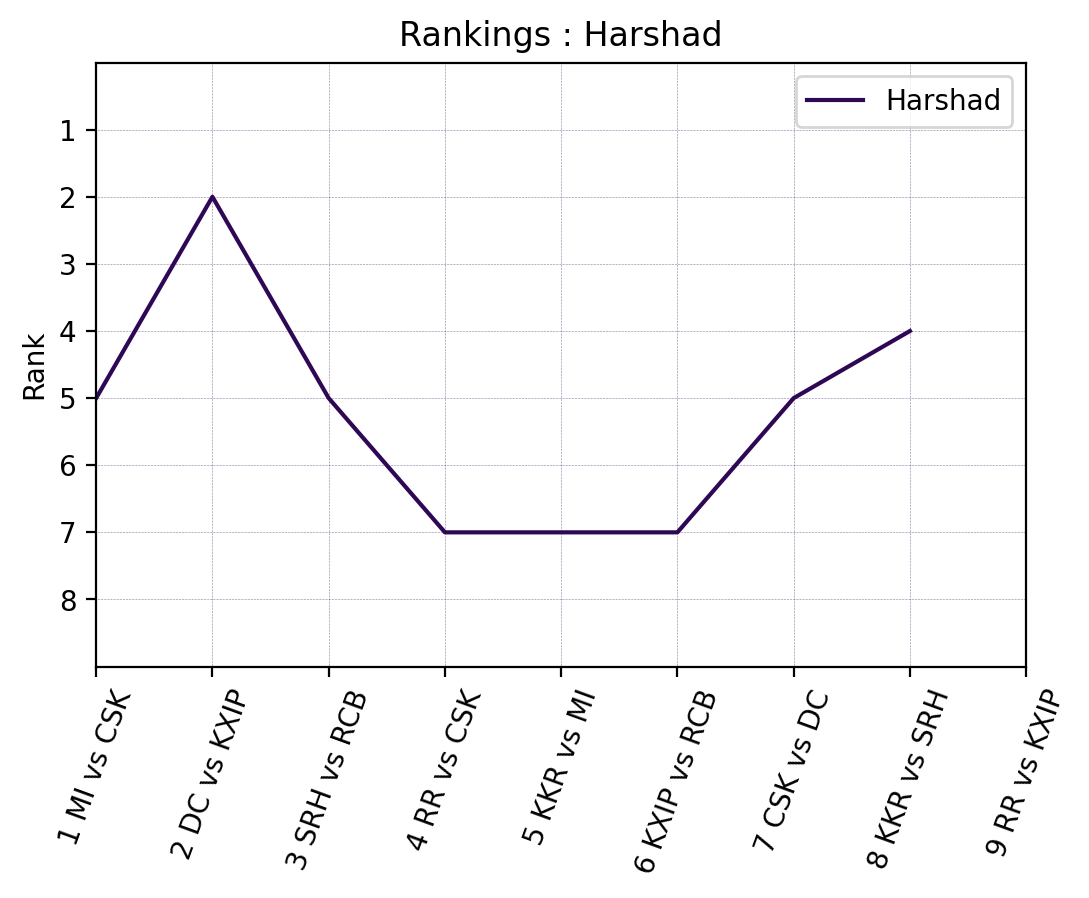 Rankings : Harshad
Harshad
Rank
1
2
3
4
5
6
7
8
1 MI vs CSK
2 DC vs KXIP
3 SRH vs RCB
4 RR vs CSK
5 KKR vs MI
6 KXIP vs RCB
7 CSK vs DC
8 KKR vs SRH
9 RR vs KXIP